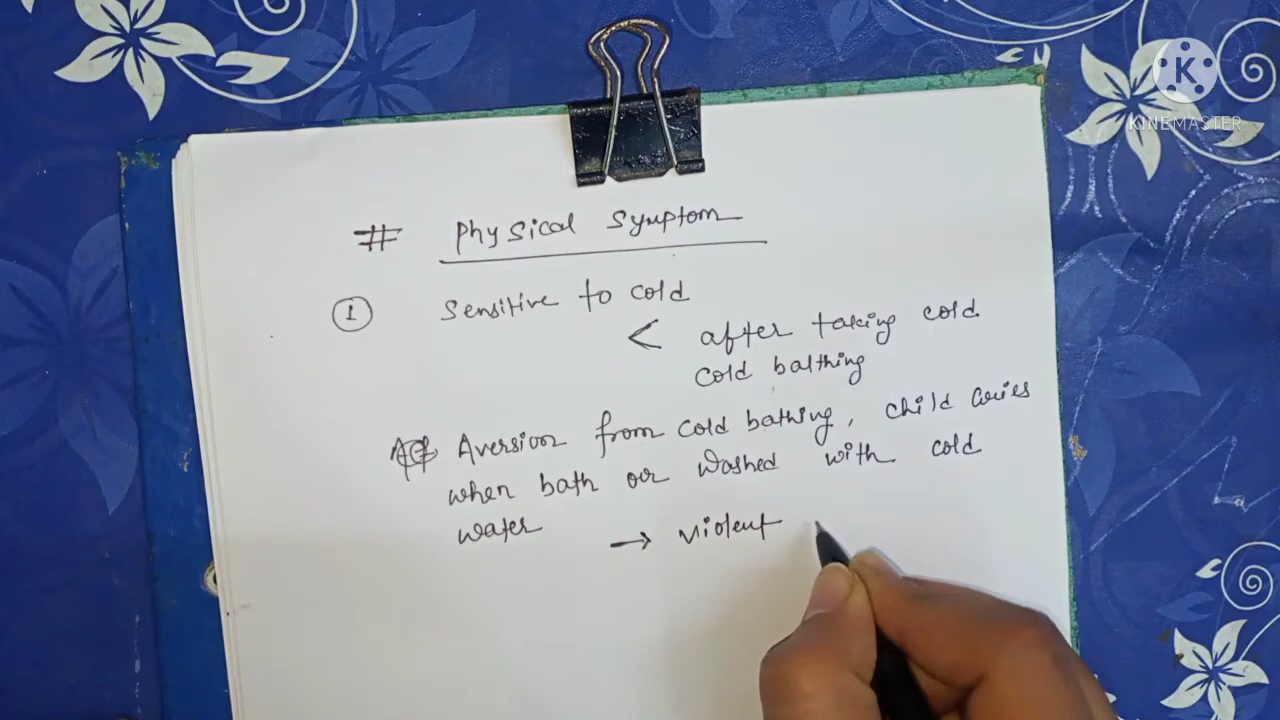 K
KINEMASTER
# Physical Symptom
① Sensitive to cold
< after taking cold
cold balthing
Aversion from cold bathing, child cries
when bath or washed with cold
water → violent